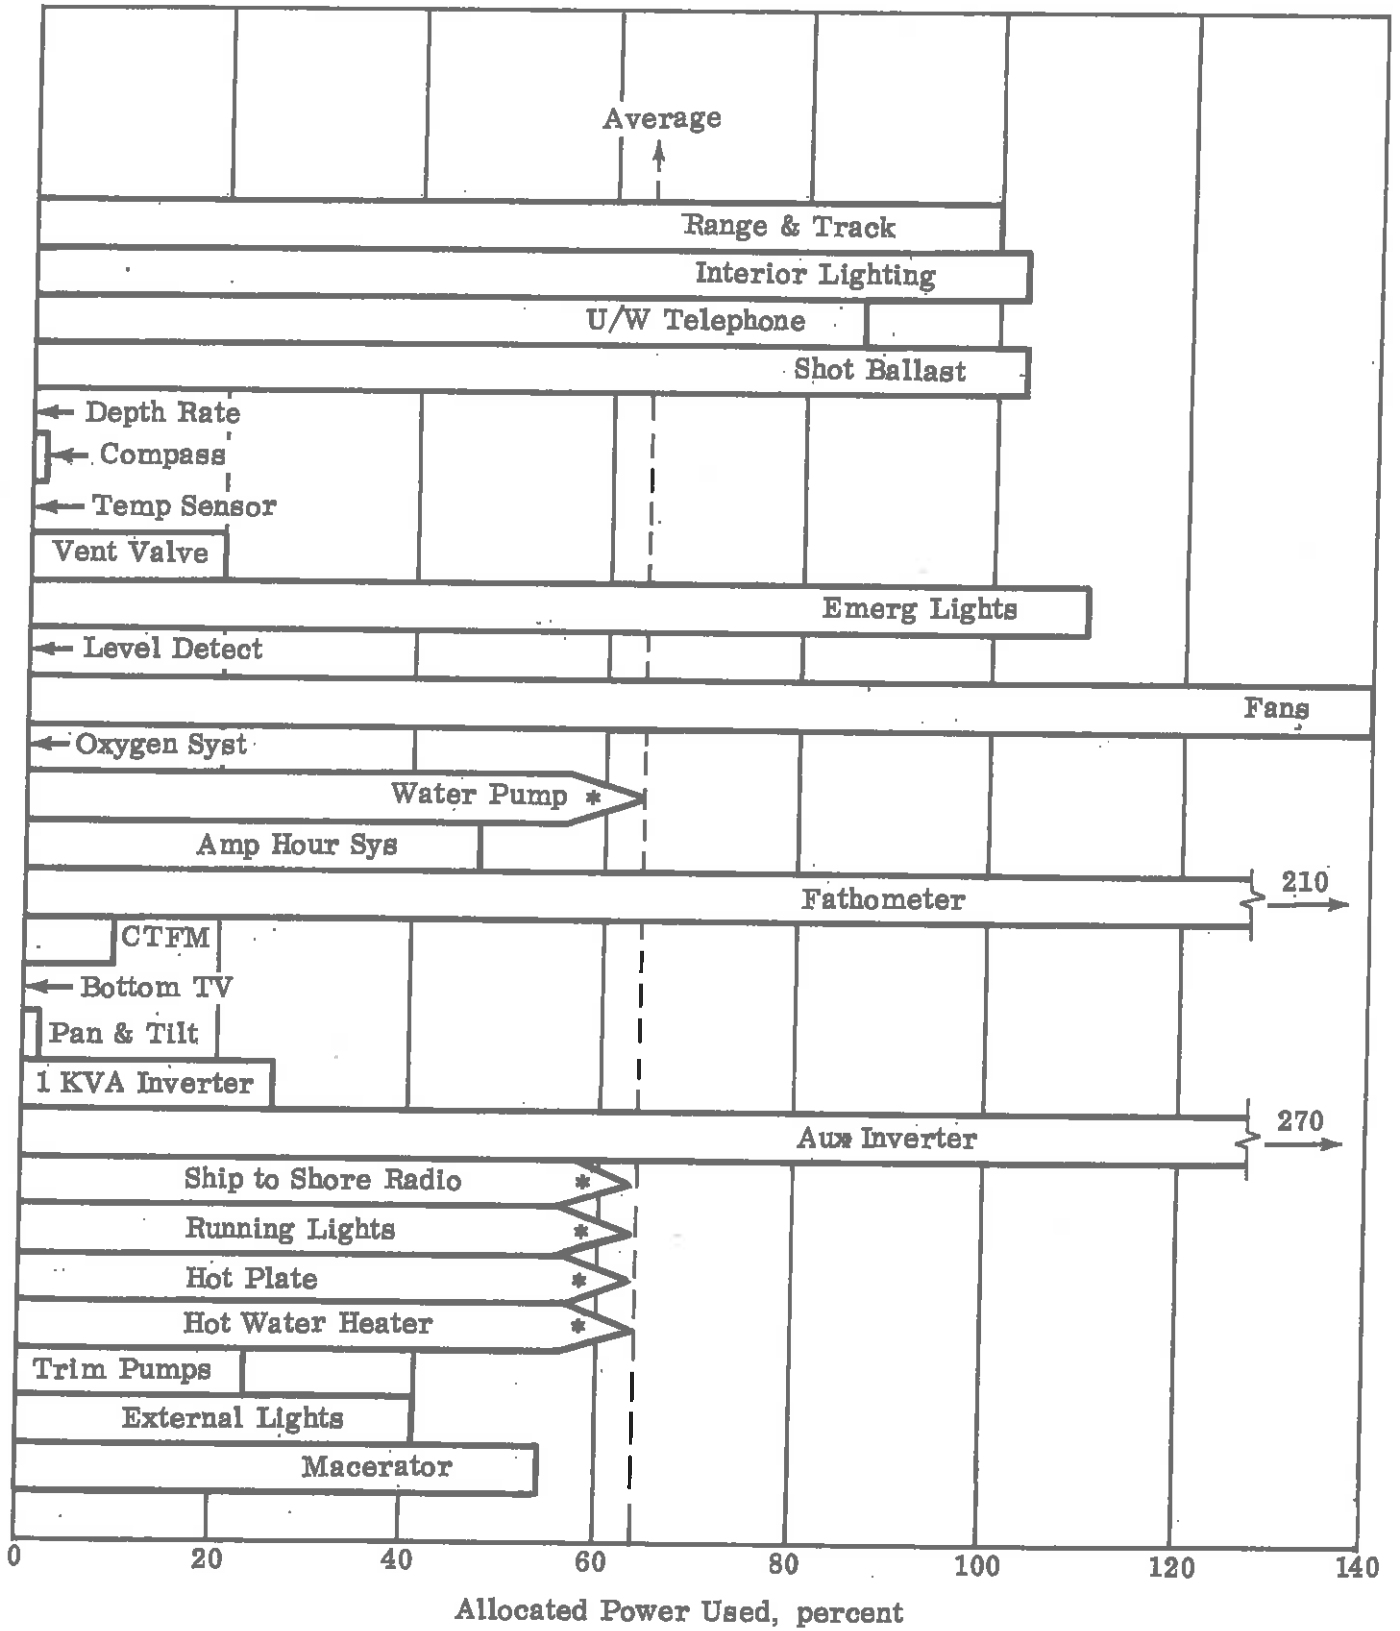 Average
Range & Track
Interior Lighting
U/W Telephone
Shot Ballast
Depth Rate
Compass
Temp Sensor
Vent Valve
Emerg Lights
Level Detect
Fans
Oxygen Syst
Water Pump *
Amp Hour Sys
210
Fathometer
CTFM
Bottom TV
Pan & Tilt
1 KVA Inverter
270
Aux Inverter
Ship to Shore Radio *
Running Lights *
Hot Plate *
Hot Water Heater *
Trim Pumps
External Lights
Macerator
0 20 40 60 80 100 120 140
Allocated Power Used, percent